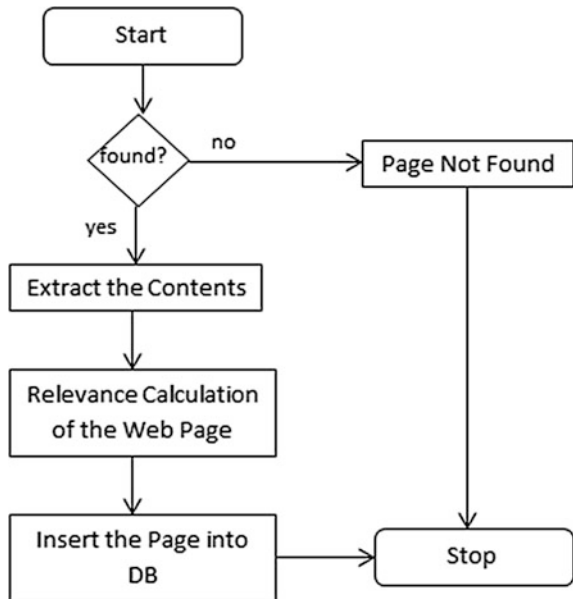 Start
found?
no
Page Not Found
yes
Extract the Contents
Relevance Calculation
of the Web Page
Insert the Page into
DB
Stop